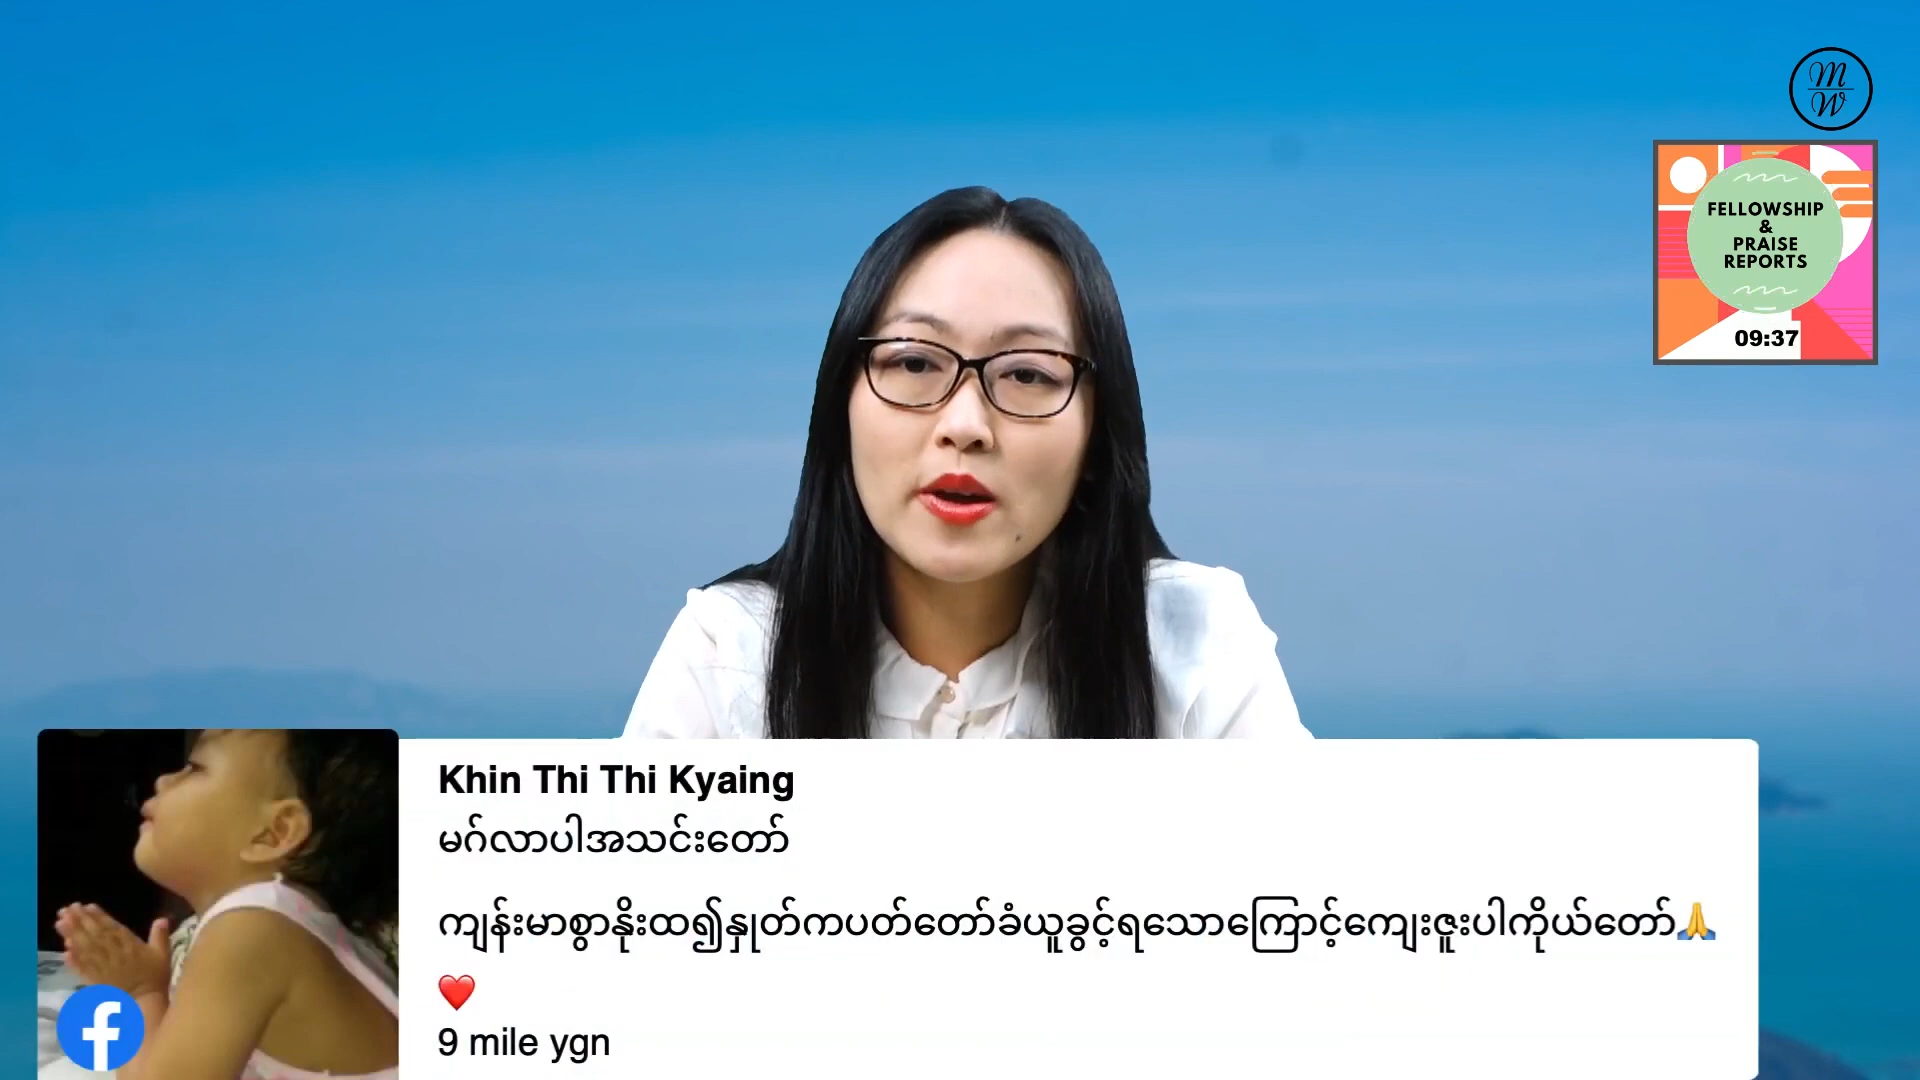 M
W
FELLOWSHIP
&
PRAISE
REPORTS
09:37
Khin Thi Thi Kyaing
မဂ်လာပါအသင်းတော်
ကျန်းမာစွာနိုးထ၍နှုတ်ကပတ်တော်ခံယူခွင့်ရသောကြောင့်ကျေးဇူးပါကိုယ်တော်🙏
❤️
9 mile ygn